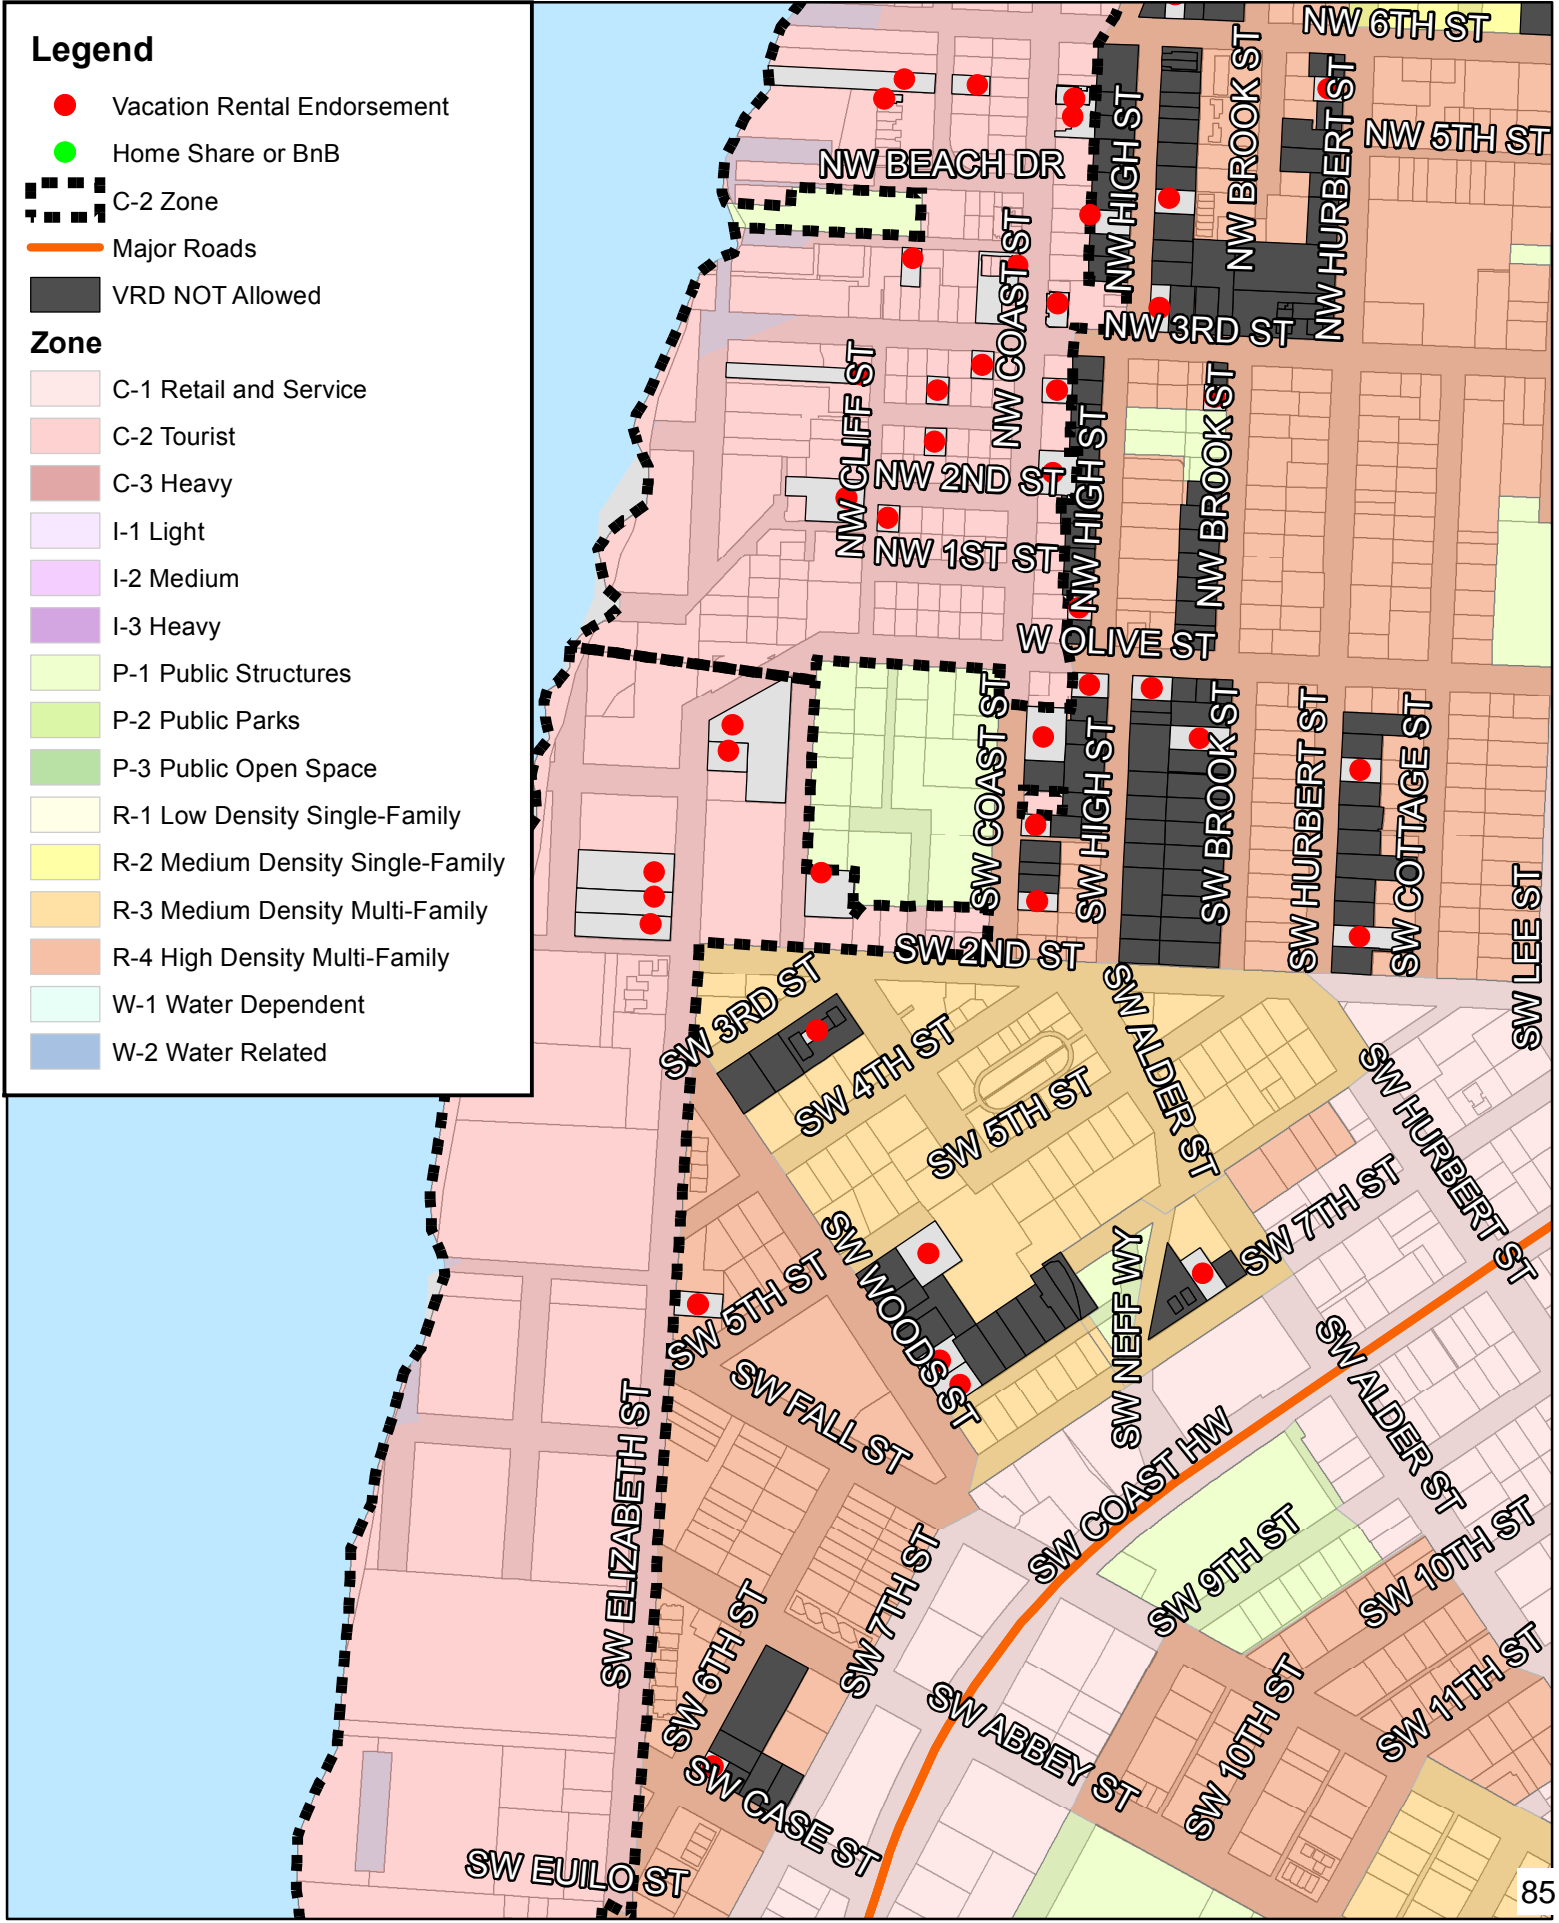 Legend
Vacation Rental Endorsement
Home Share or BnB
C-2 Zone
Major Roads
VRD NOT Allowed
Zone
C-1 Retail and Service
C-2 Tourist
C-3 Heavy
I-1 Light
I-2 Medium
I-3 Heavy
P-1 Public Structures
P-2 Public Parks
P-3 Public Open Space
R-1 Low Density Single-Family
R-2 Medium Density Single-Family
R-3 Medium Density Multi-Family
R-4 High Density Multi-Family
W-1 Water Dependent
W-2 Water Related
NW 6TH ST
NW BROOK ST
NW HURBERT ST
NW HIGH ST
NW 5TH ST
NW BEACH DR
NW COAST ST
NW 3RD ST
NW CLIFF ST
NW BROOK ST
NW HIGH ST
NW 2ND ST
NW 1ST ST
W OLIVE ST
SW COAST ST
SW HIGH ST
SW BROOK ST
SW HURBERT ST
SW COTTAGE ST
SW LEE ST
SW 2ND ST
SW 3RD ST
SW 4TH ST
SW ALDER ST
SW 5TH ST
SW HURBERT ST
SW 7TH ST
SW WOODS ST
SW NEFF WY
SW 5TH ST
SW FALL ST
SW ALDER ST
SW ELIZABETH ST
SW COAST HW
SW 9TH ST
SW 10TH ST
SW 7TH ST
SW 6TH ST
SW 11TH ST
SW 10TH ST
SW ABBEY ST
SW CASE ST
SW EUILO ST
85